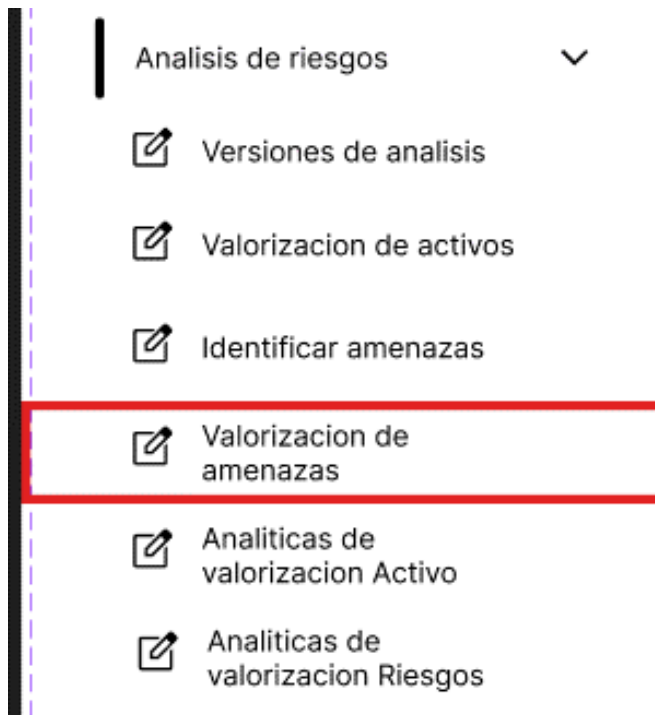 Analisis de riesgos
Versiones de analisis
Valorizacion de activos
Identificar amenazas
Valorizacion de
amenazas
Analiticas de
valorizacion Activo
Analiticas de
valorizacion Riesgos